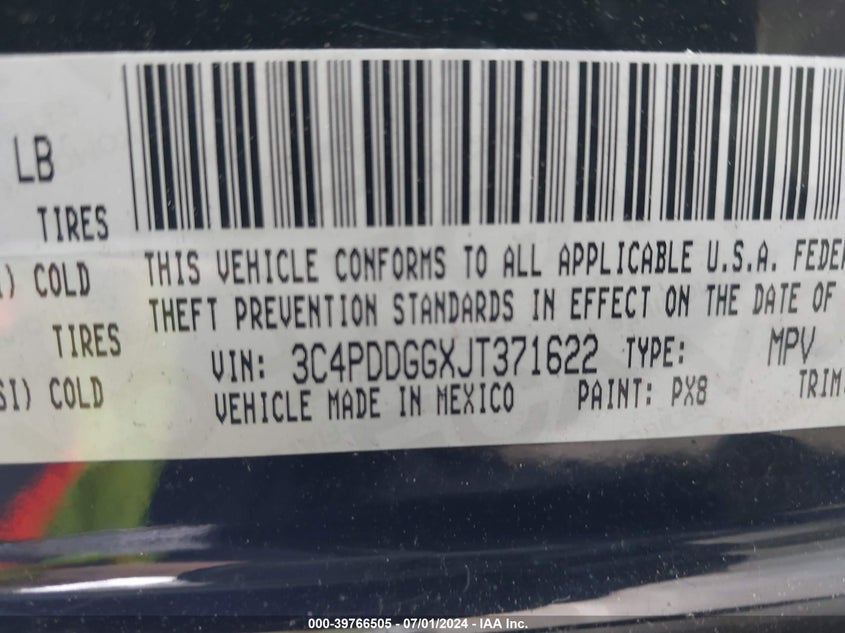 LB
TIRES
I) COLD
TIRES
SI) COLD
THIS VEHICLE CONFORMS TO ALL APPLICABLE U.S.A. FEDER
THEFT PREVENTION STANDARDS IN EFFECT ON THE DATE OF
VIN: 3C4PDDGGXJT371622 TYPE: MPV
VEHICLE MADE IN MEXICO PAINT: PX8 TRIM:
000-39766505 - 07/01/2024 - IAA Inc.